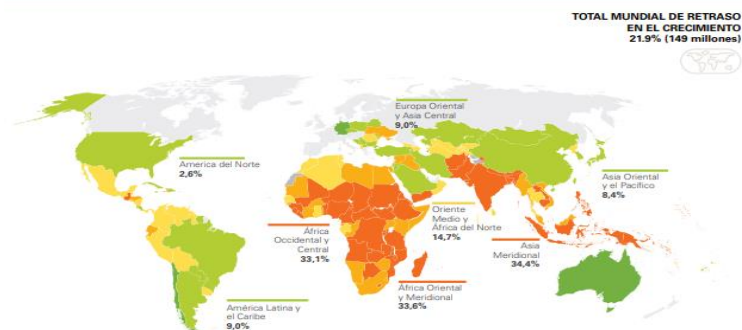 TOTAL MUNDIAL DE RETRASO
EN EL CRECIMIENTO
21.9% (149 millones)
Europa Oriental
y Asia Central
9,0%
America del Norte
2,6%
Asia Oriental
y el Pacífico
8,4%
Oriente
Medio y
África del Norte
14,7%
África
Occidental y
Central
33,1%
Asia
Meridional
34,4%
África Oriental
y Meridional
33,6%
América Latina y
el Caribe
9,0%